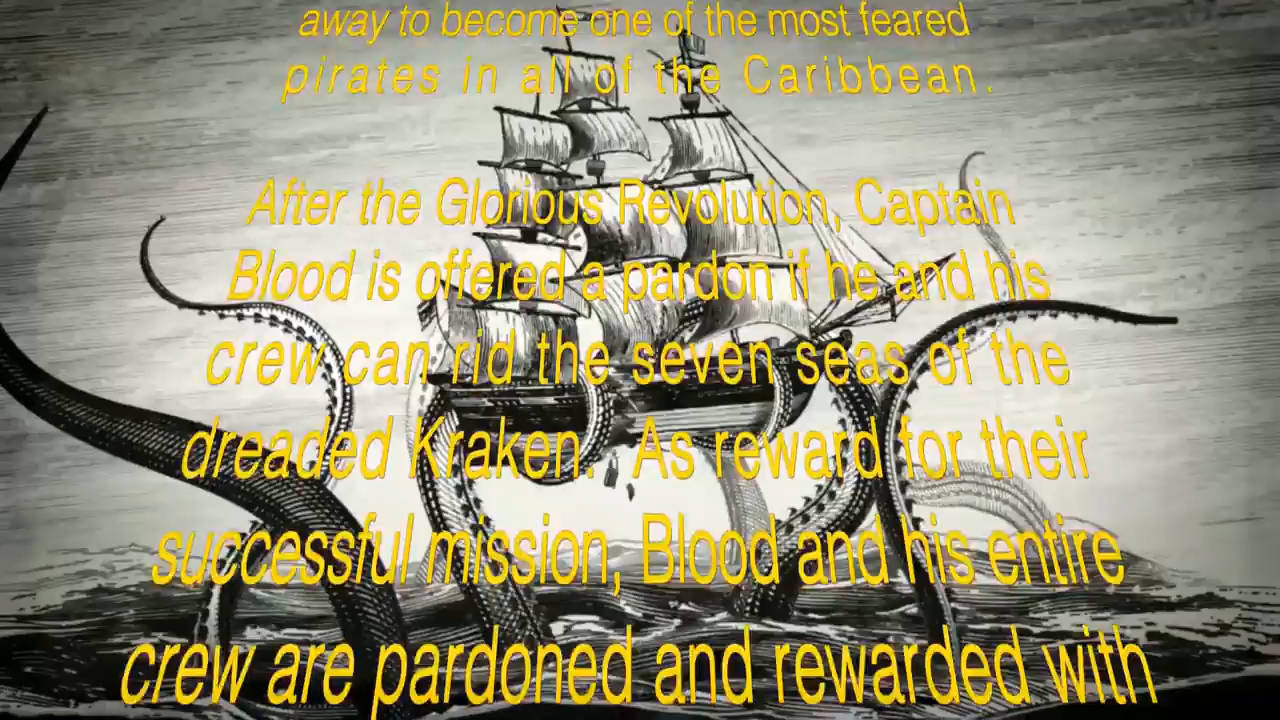 away to become one of the most feared
pirates in all of the Caribbean.
After the Glorious Revolution, Captain
Blood is offered a pardon if he and his
crew can rid the seven seas of the
dreaded Kraken.  As reward for their
successful mission, Blood and his entire
crew are pardoned and rewarded with